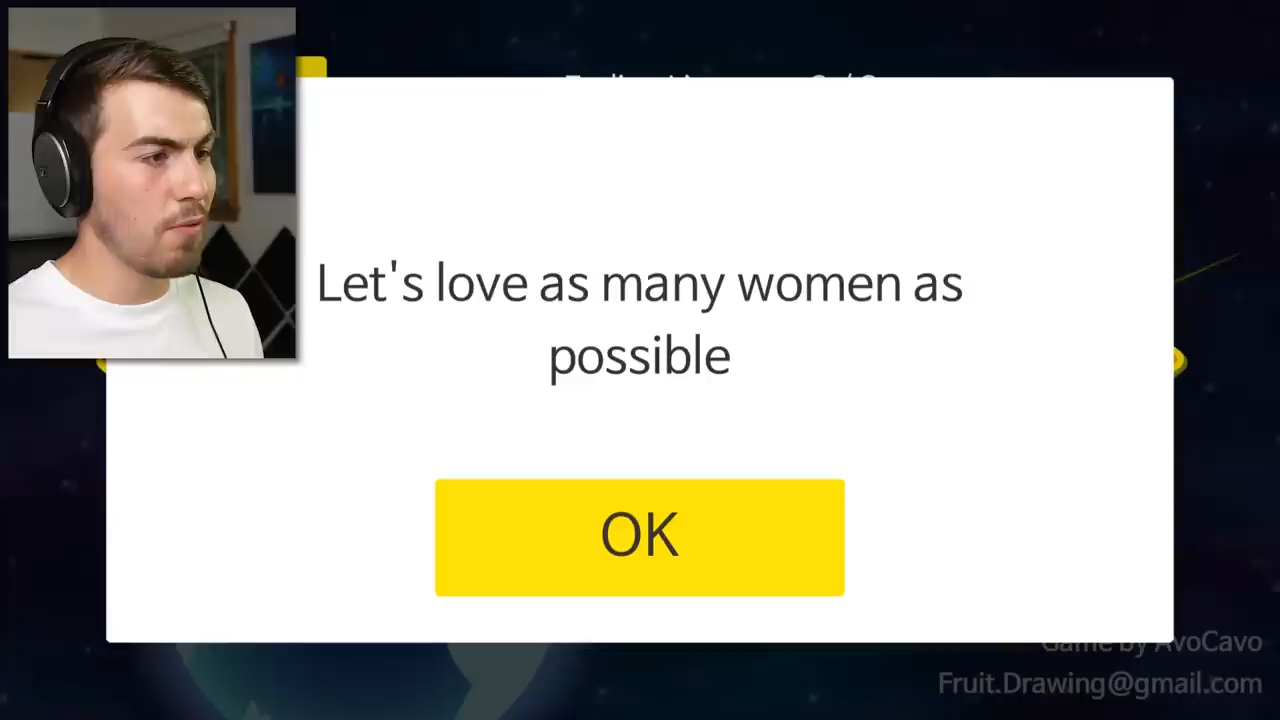 Let's love as many women as
possible
OK
Game by AvoCavo
Fruit.Drawing@gmail.com